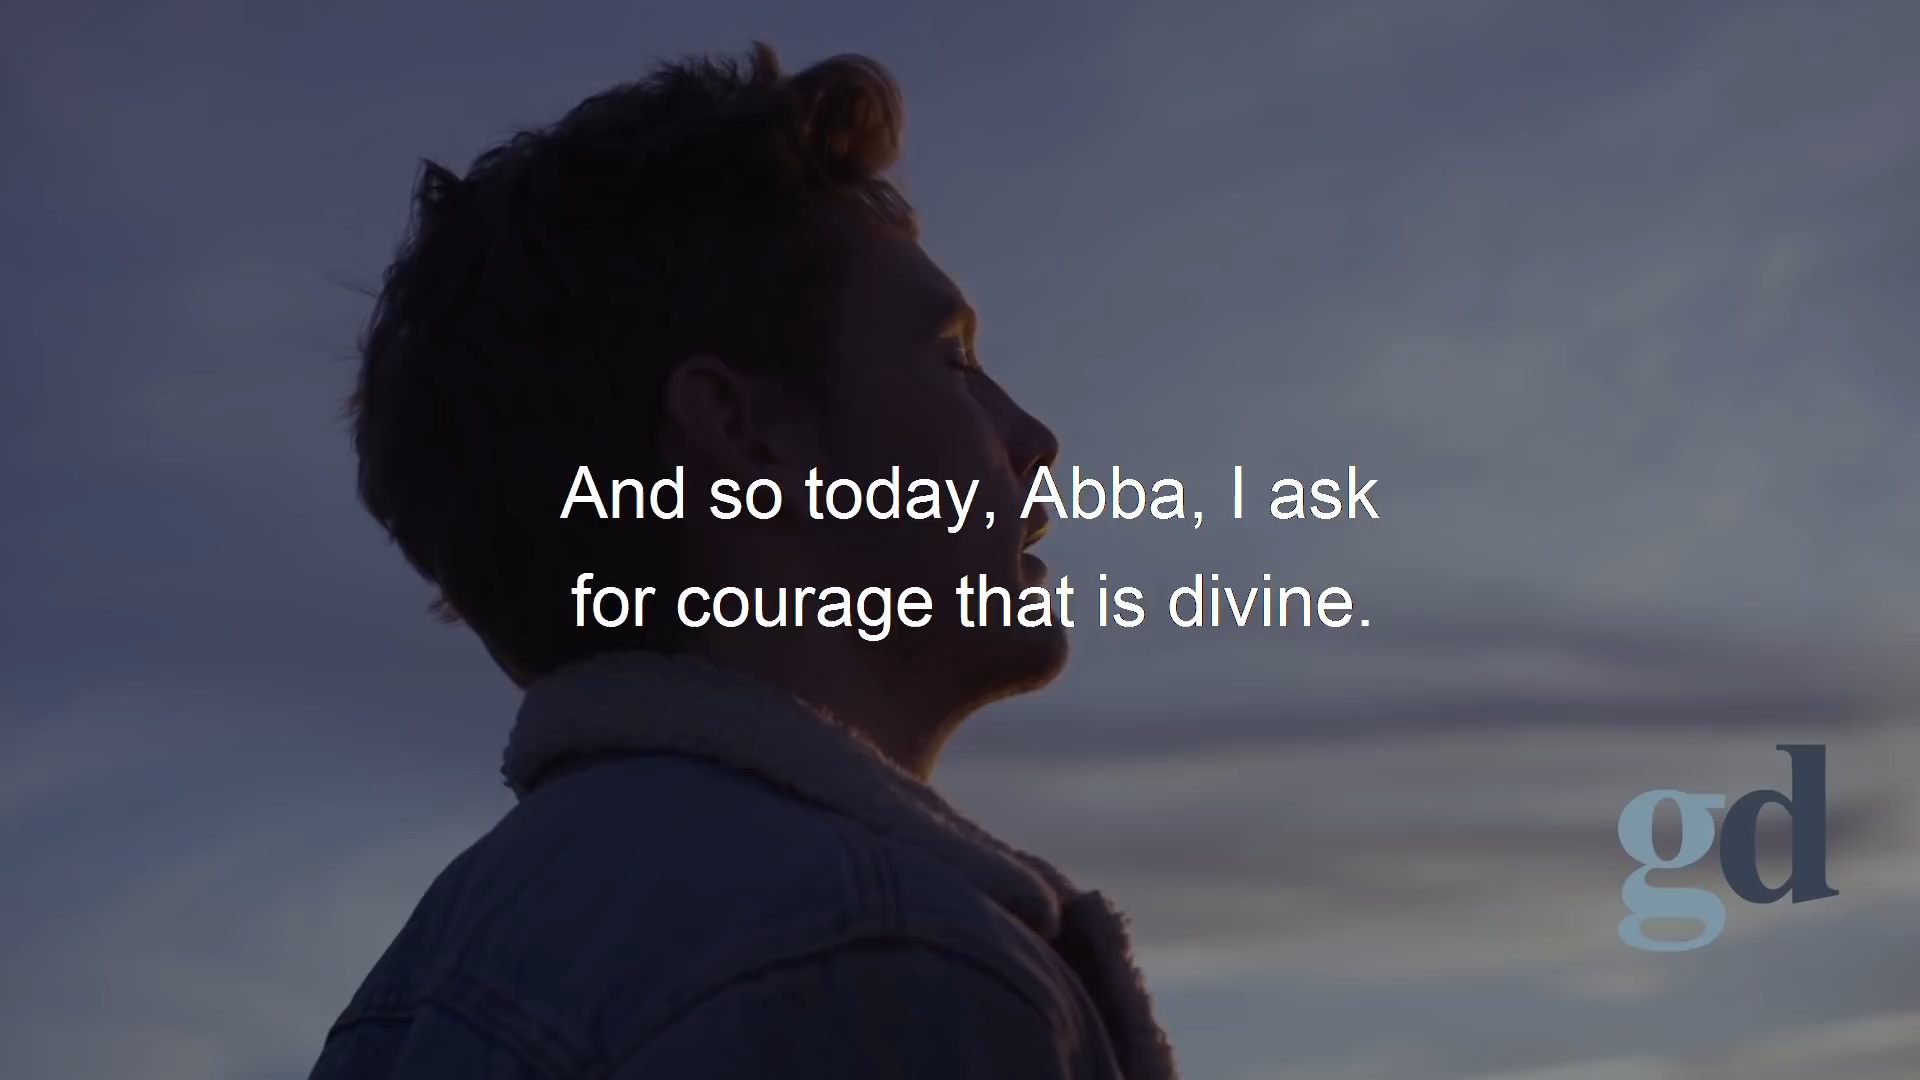 And so today, Abba, I ask
for courage that is divine.
gd